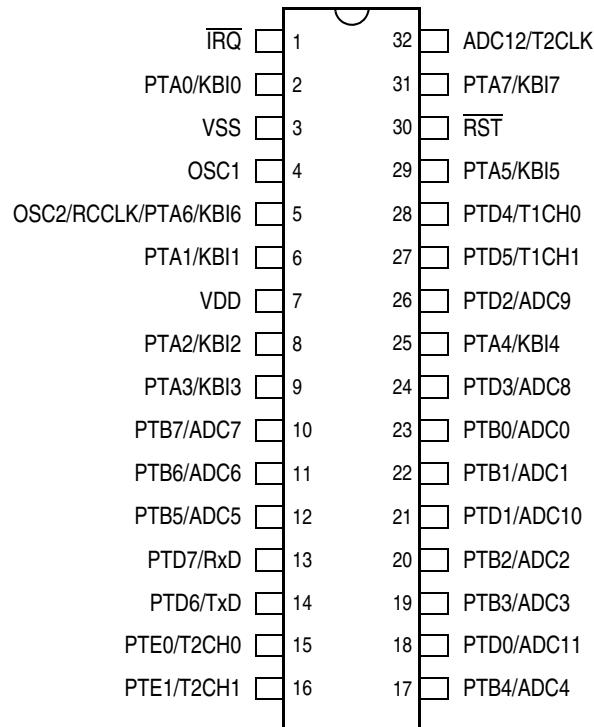 IRQ 1 32 ADC12/T2CLK
PTA0/KBI0 2 31 PTA7/KBI7
VSS 3 30 RST
OSC1 4 29 PTA5/KBI5
OSC2/RCCLK/PTA6/KBI6 5 28 PTD4/T1CH0
PTA1/KBI1 6 27 PTD5/T1CH1
VDD 7 26 PTD2/ADC9
PTA2/KBI2 8 25 PTA4/KBI4
PTA3/KBI3 9 24 PTD3/ADC8
PTB7/ADC7 10 23 PTB0/ADC0
PTB6/ADC6 11 22 PTB1/ADC1
PTB5/ADC5 12 21 PTD1/ADC10
PTD7/RxD 13 20 PTB2/ADC2
PTD6/TxD 14 19 PTB3/ADC3
PTE0/T2CH0 15 18 PTD0/ADC11
PTE1/T2CH1 16 17 PTB4/ADC4